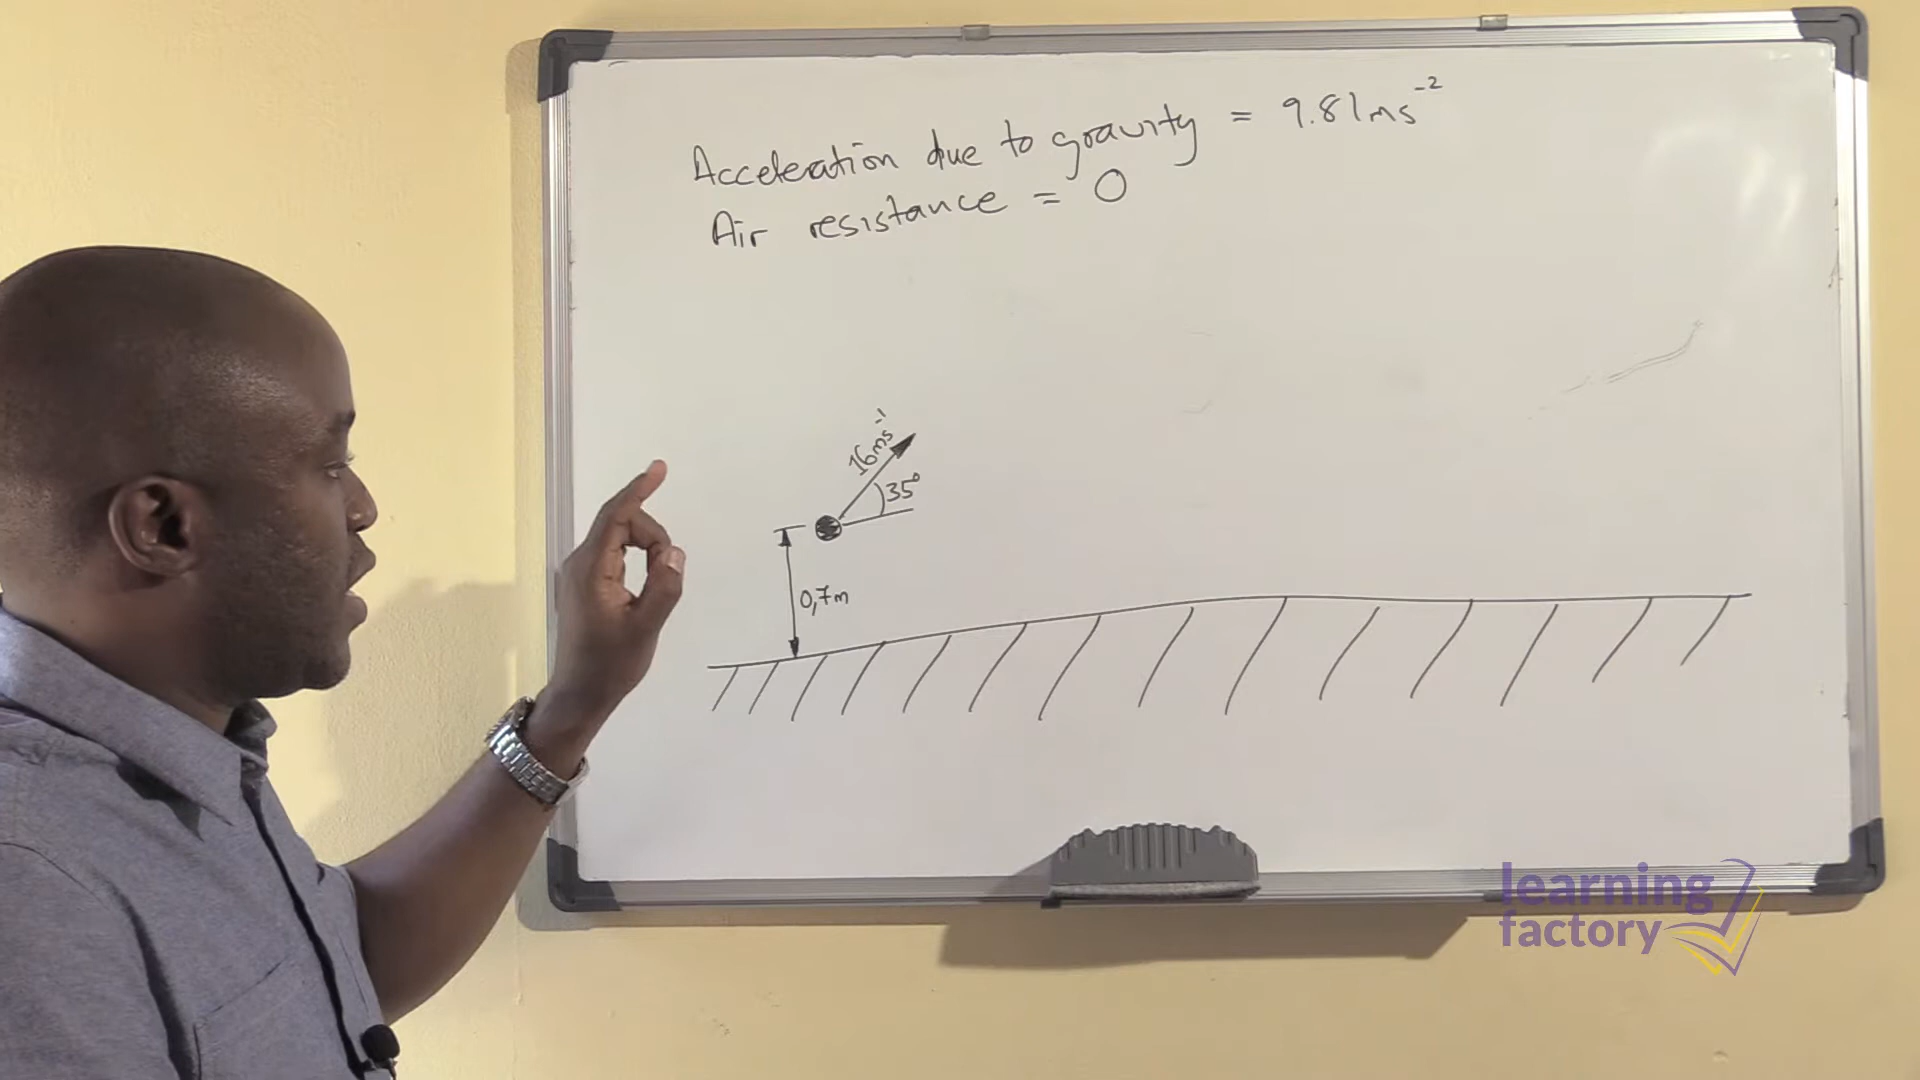 Acceleration due to gravity = 9.81ms⁻²
Air resistance = 0
16ms⁻¹
35°
0,7m
learning
factory